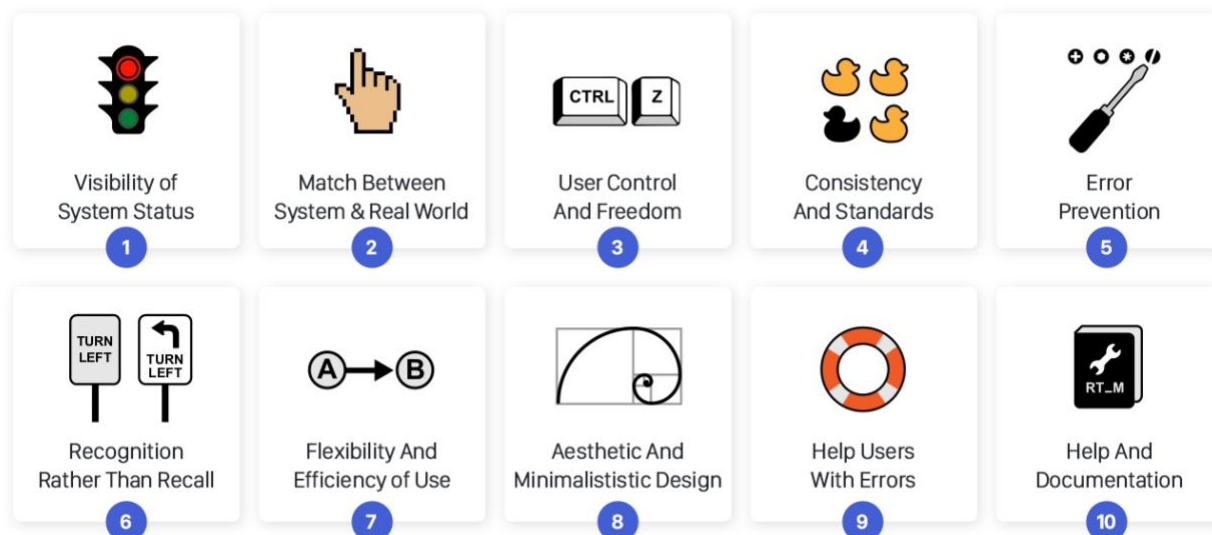 CTRL Z
Visibility of
System Status
1
Match Between
System & Real World
2
User Control
And Freedom
3
Consistency
And Standards
4
Error
Prevention
5
TURN
LEFT
TURN
LEFT
Recognition
Rather Than Recall
6
A B
Flexibility And
Efficiency of Use
7
Aesthetic And
Minimalististic Design
8
Help Users
With Errors
9
RT_M
Help And
Documentation
10